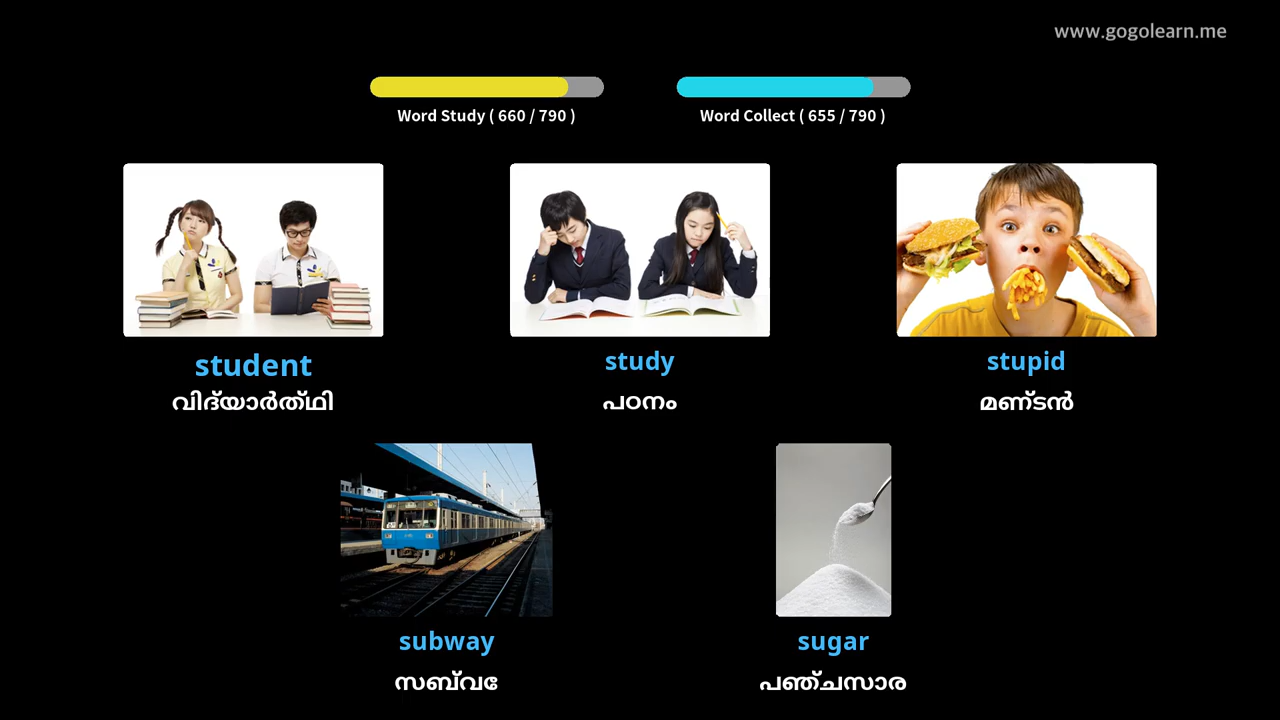 www.gogolearn.me
Word Study ( 660 / 790 )
Word Collect ( 655 / 790 )
student
വിദ്യാർത്ഥി
study
പഠനം
stupid
മണ്ടൻ
subway
സബ്‌വേ
sugar
പഞ്ചസാര